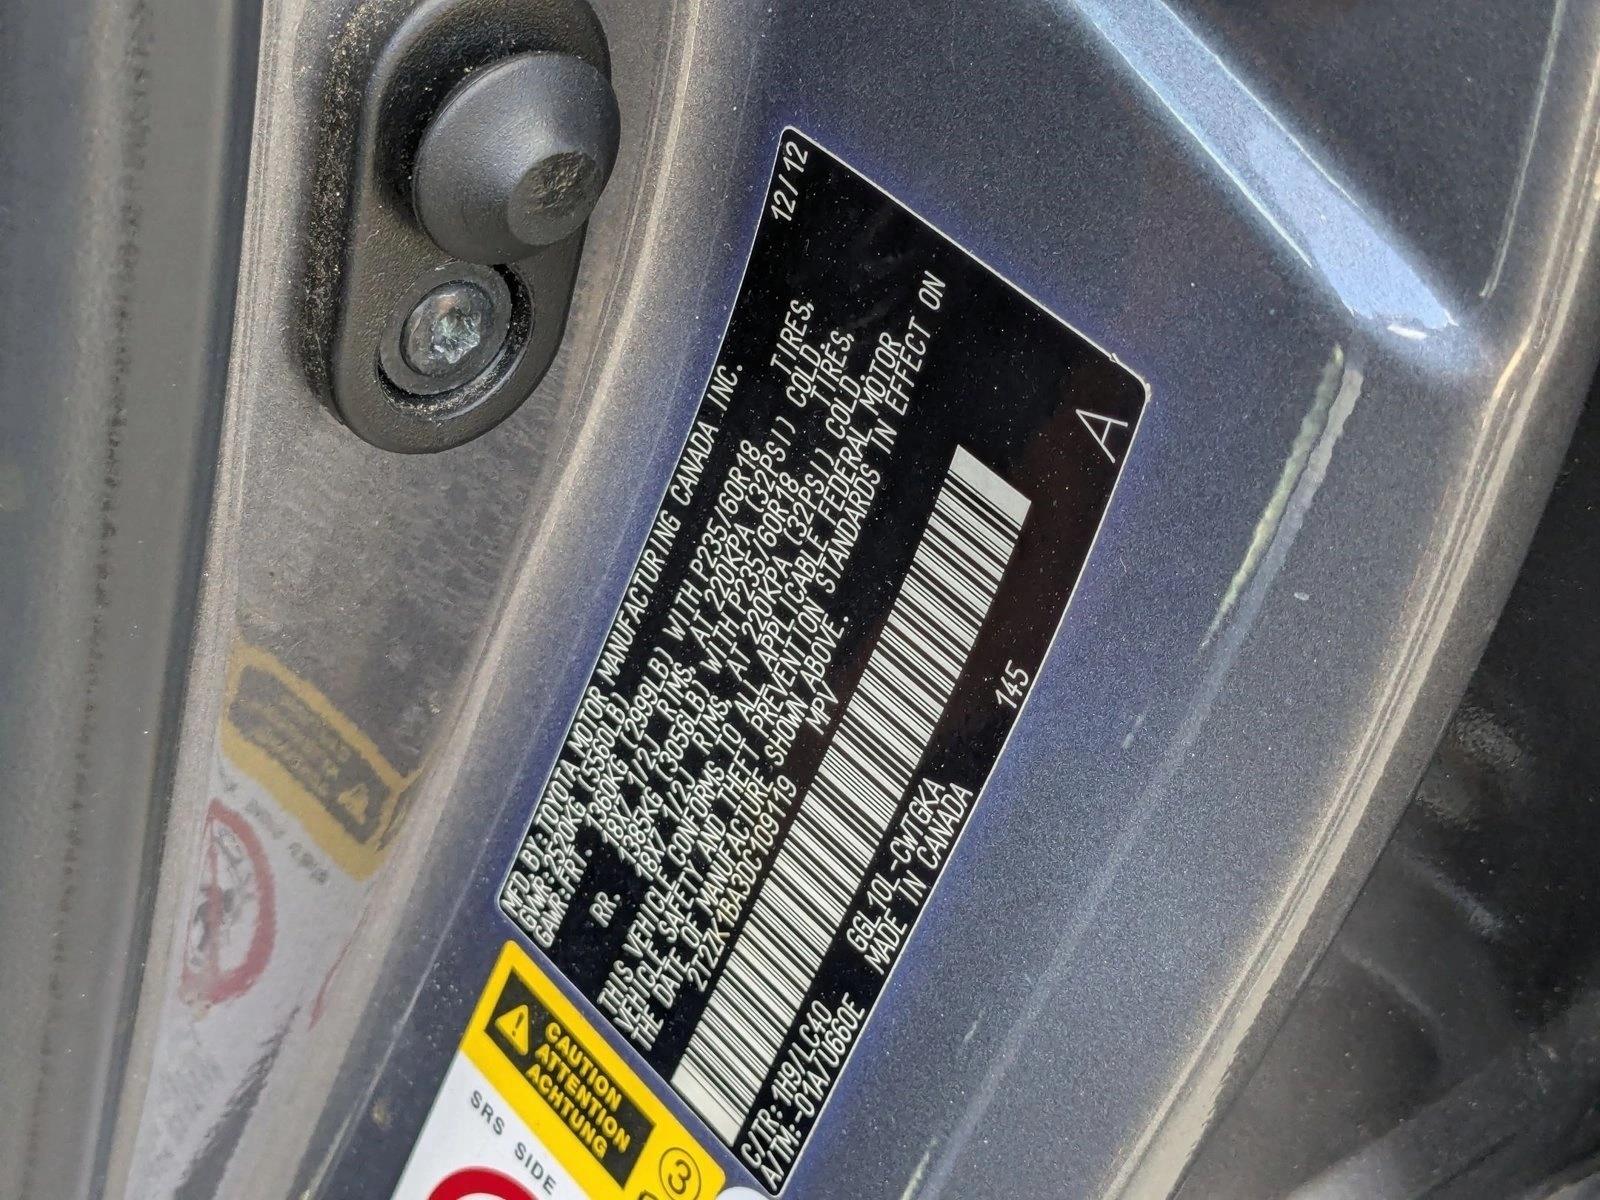 12/12
MFD. BY: TOYOTA MOTOR MANUFACTURING CANADA INC.
GVWR 2520KG (5560LB)
GAWR. FRT. 1360KG (2999LB) WITH P235/60R18 TIRES,
18X7 1/2J RIMS, AT 220KPA (32PSI) COLD
RR. 1385KG (3056LB) WITH P235/60R18 TIRES,
18X7 1/2J RIMS, AT 220KPA (32PSI) COLD
THIS VEHICLE CONFORMS TO ALL APPLICABLE FEDERAL MOTOR
VEHICLE SAFETY AND THEFT PREVENTION STANDARDS IN EFFECT ON
THE DATE OF MANUFACTURE SHOWN ABOVE.
MPV
A
C/TR: 1H9/LC40
A/TM:-01A/U660E
GGL10L-CWTGKA
MADE IN CANADA
145
CAUTION
ATTENTION
ACHTUNG
3
SRS SIDE